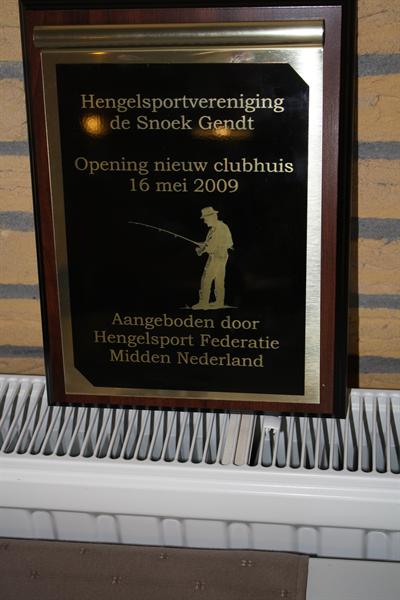 Hengelsportvereniging
de Snoek Gendt
Opening nieuw clubhuis
16 mei 2009
Aangeboden door
Hengelsport Federatie
Midden Nederland